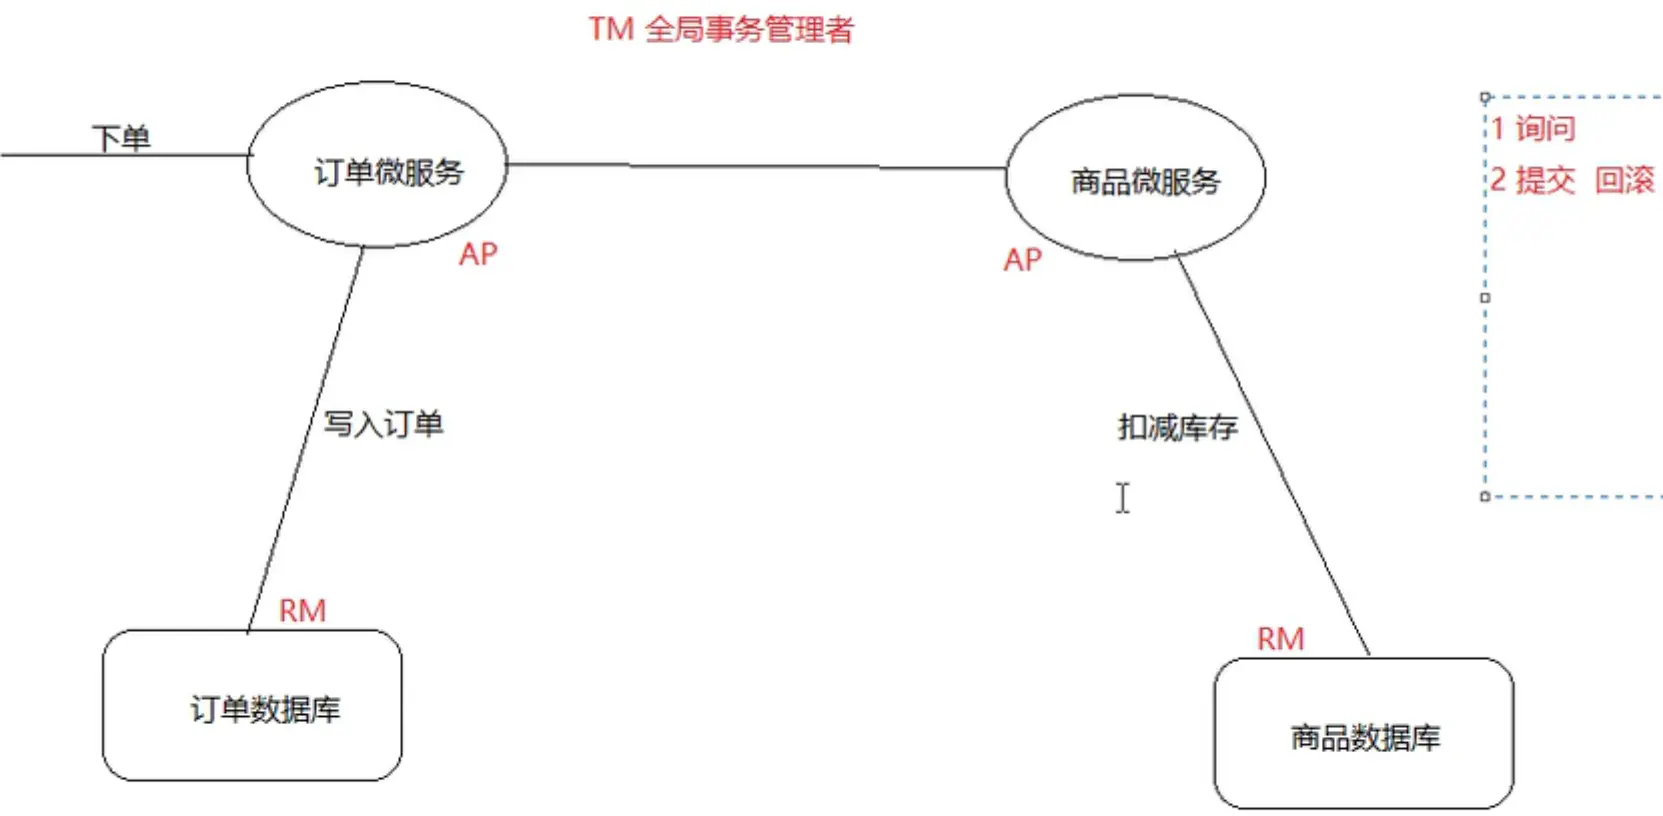 TM 全局事务管理者
下单
订单微服务
商品微服务
1 询问
2 提交 回滚
AP
AP
写入订单
扣减库存
RM
RM
订单数据库
商品数据库